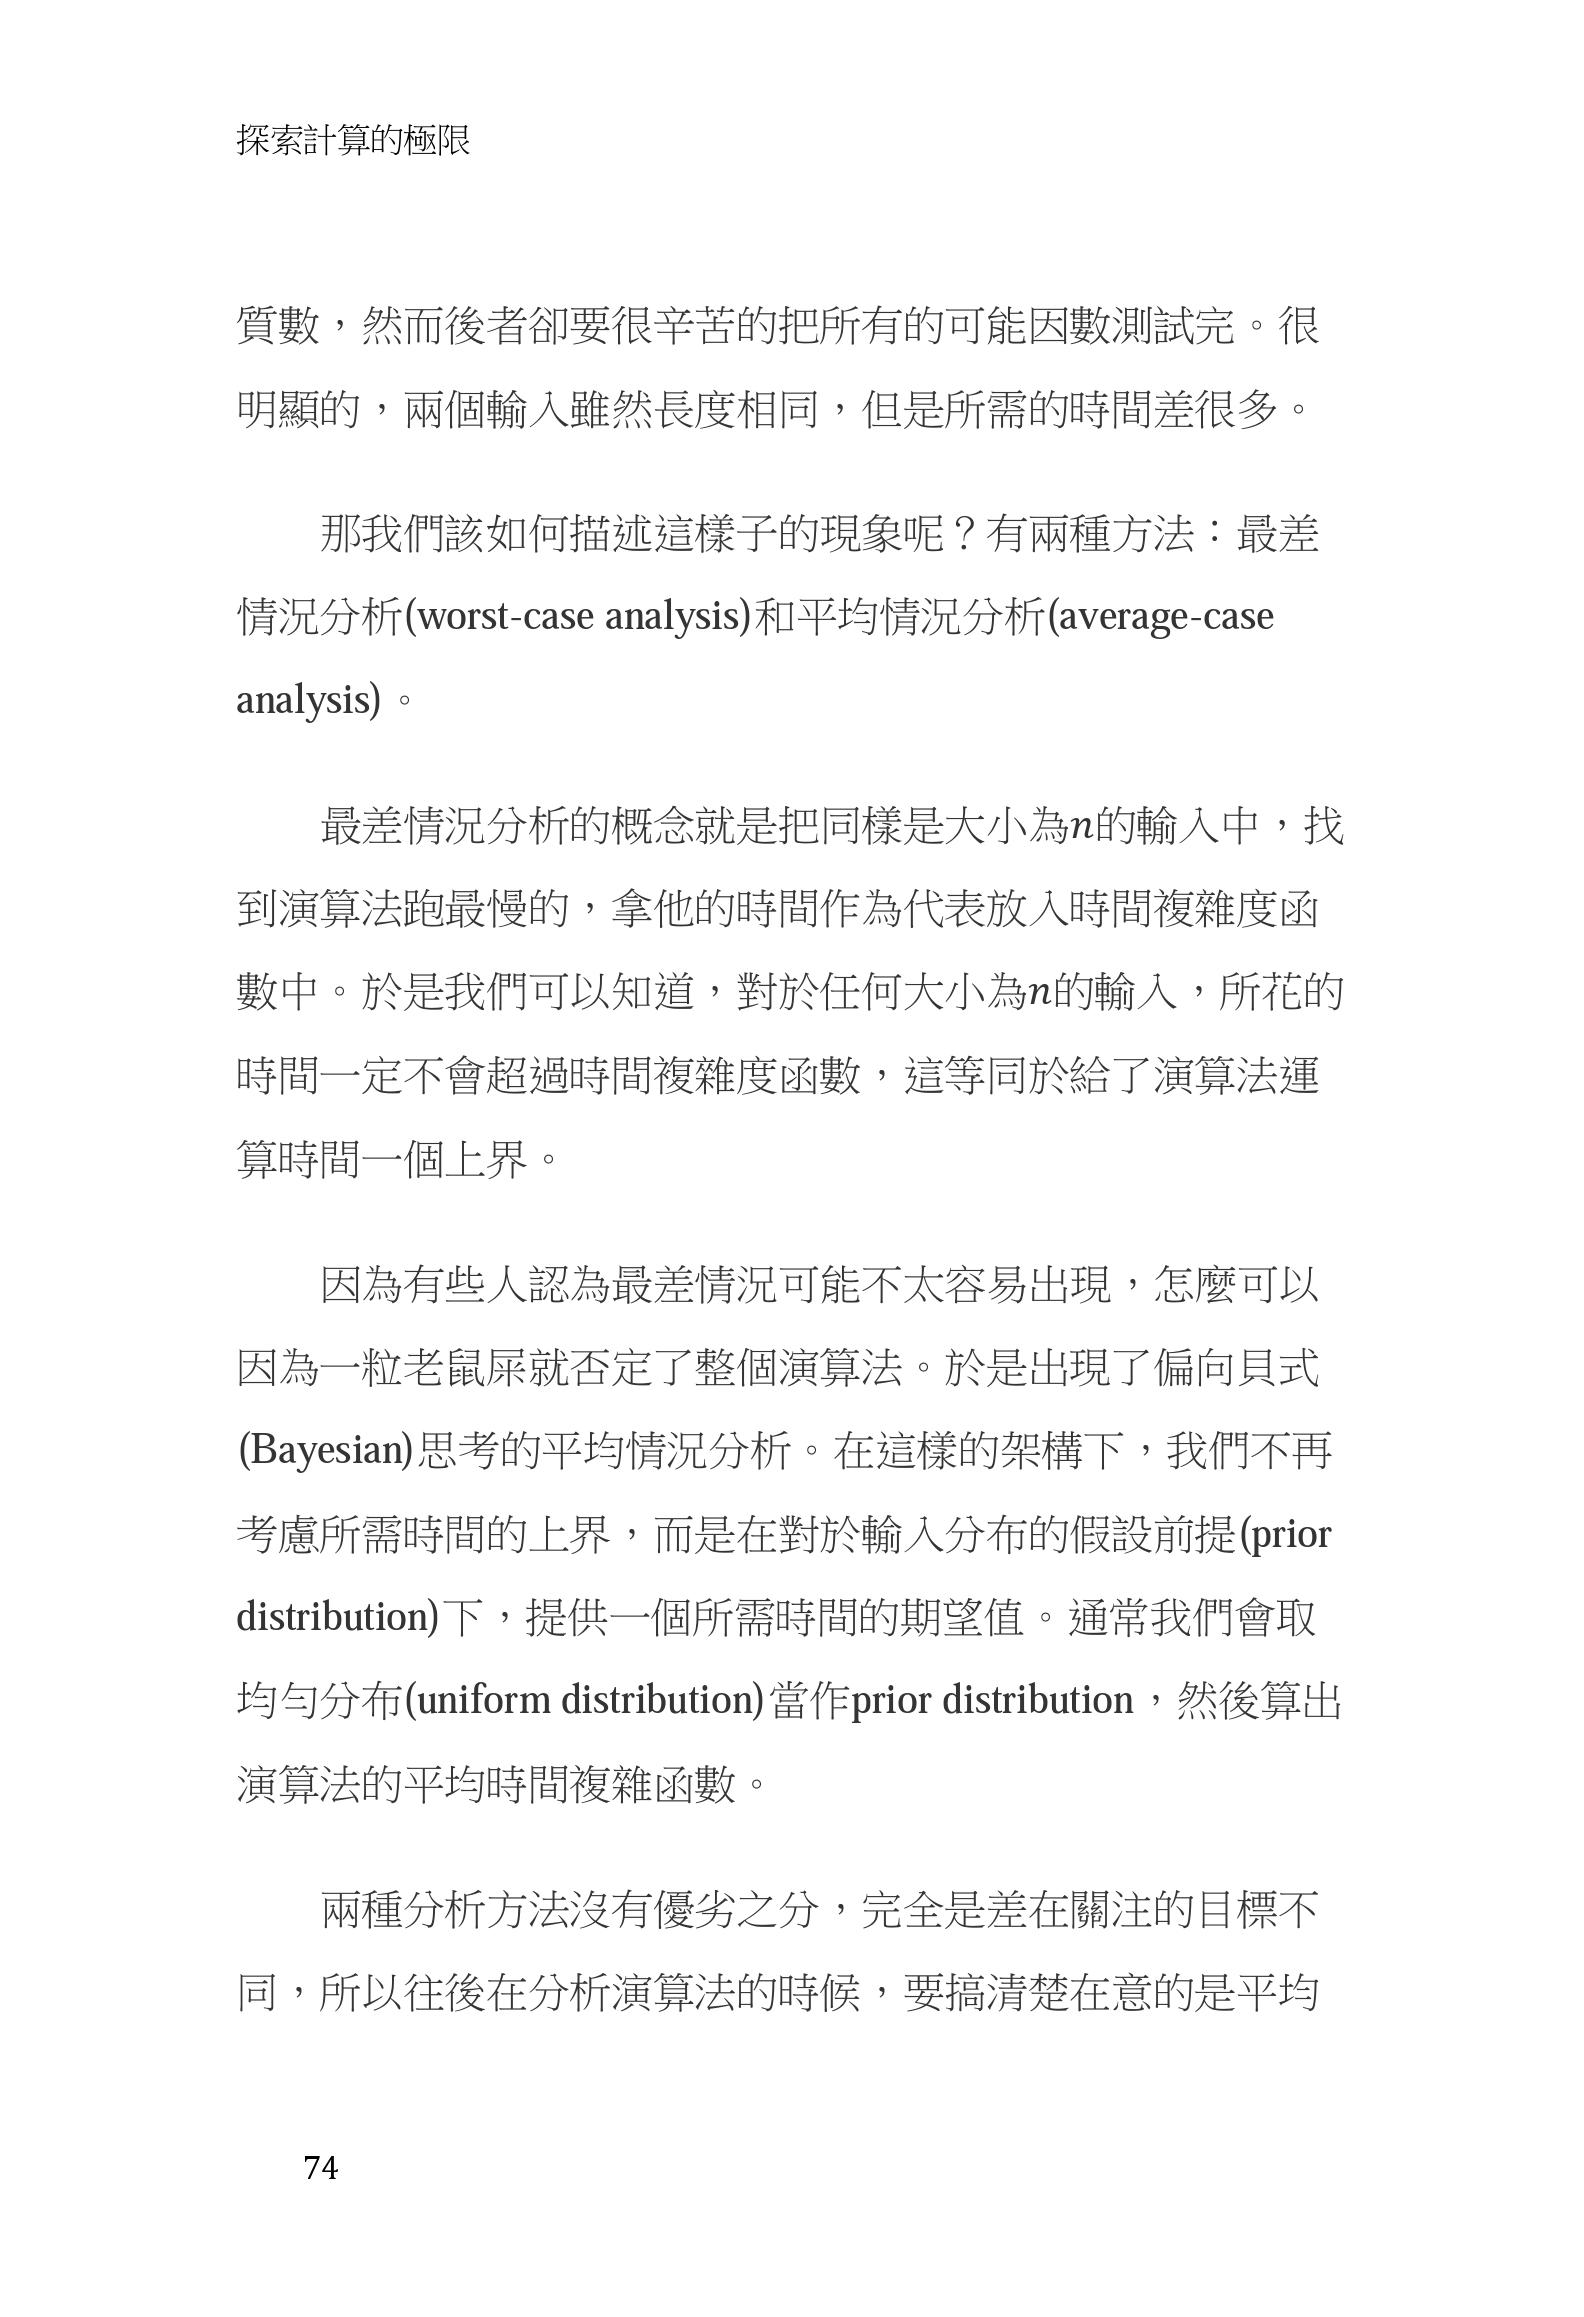 探索計算的極限
質數，然而後者卻要很辛苦的把所有的可能因數測試完。很
明顯的，兩個輸入雖然長度相同，但是所需的時間差很多。
那我們該如何描述這樣子的現象呢？有兩種方法：最差
情況分析(worst-case analysis)和平均情況分析(average-case
analysis)。
最差情況分析的概念就是把同樣是大小為n的輸入中，找
到演算法跑最慢的，拿他的時間作為代表放入時間複雜度函
數中。於是我們可以知道，對於任何大小為n的輸入，所花的
時間一定不會超過時間複雜度函數，這等同於給了演算法運
算時間一個上界。
因為有些人認為最差情況可能不太容易出現，怎麼可以
因為一粒老鼠屎就否定了整個演算法。於是出現了偏向貝式
(Bayesian)思考的平均情況分析。在這樣的架構下，我們不再
考慮所需時間的上界，而是在對於輸入分布的假設前提(prior
distribution)下，提供一個所需時間的期望值。通常我們會取
均勻分布(uniform distribution)當作prior distribution，然後算出
演算法的平均時間複雜函數。
兩種分析方法沒有優劣之分，完全是差在關注的目標不
同，所以往後在分析演算法的時候，要搞清楚在意的是平均
74